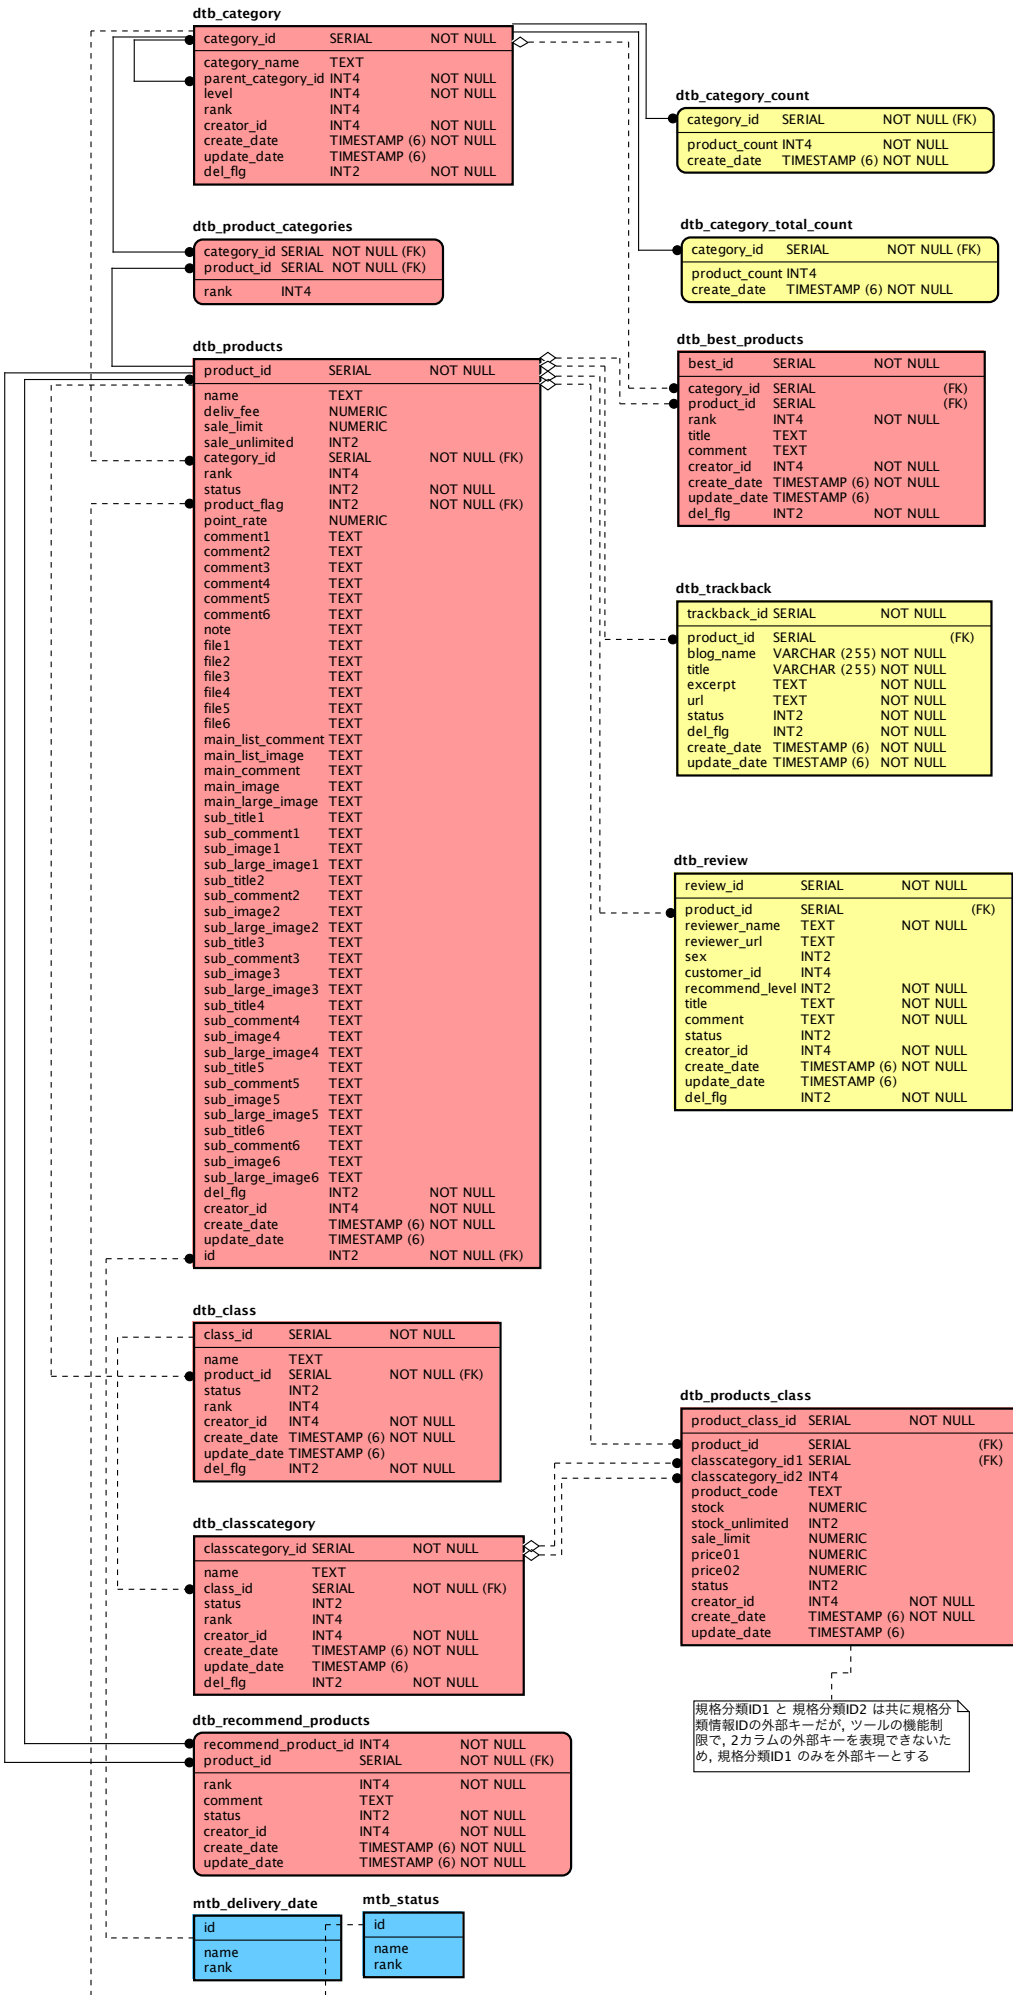 dtb_category
category_id SERIAL NOT NULL
category_name TEXT
parent_category_id INT4 NOT NULL
level INT4 NOT NULL
rank INT4
creator_id INT4 NOT NULL
create_date TIMESTAMP (6) NOT NULL
update_date TIMESTAMP (6)
del_flg INT2 NOT NULL
dtb_category_count
category_id SERIAL NOT NULL (FK)
product_count INT4 NOT NULL
create_date TIMESTAMP (6) NOT NULL
dtb_product_categories
category_id SERIAL NOT NULL (FK)
product_id SERIAL NOT NULL (FK)
rank INT4
dtb_category_total_count
category_id SERIAL NOT NULL (FK)
product_count INT4
create_date TIMESTAMP (6) NOT NULL
dtb_products
product_id SERIAL NOT NULL
name TEXT
deliv_fee NUMERIC
sale_limit NUMERIC
sale_unlimited INT2
category_id SERIAL NOT NULL (FK)
rank INT4
status INT2 NOT NULL
product_flag INT2 NOT NULL (FK)
point_rate NUMERIC
comment1 TEXT
comment2 TEXT
comment3 TEXT
comment4 TEXT
comment5 TEXT
comment6 TEXT
note TEXT
file1 TEXT
file2 TEXT
file3 TEXT
file4 TEXT
file5 TEXT
file6 TEXT
main_list_comment TEXT
main_list_image TEXT
main_comment TEXT
main_image TEXT
main_large_image TEXT
sub_title1 TEXT
sub_comment1 TEXT
sub_image1 TEXT
sub_large_image1 TEXT
sub_title2 TEXT
sub_comment2 TEXT
sub_image2 TEXT
sub_large_image2 TEXT
sub_title3 TEXT
sub_comment3 TEXT
sub_image3 TEXT
sub_large_image3 TEXT
sub_title4 TEXT
sub_comment4 TEXT
sub_image4 TEXT
sub_large_image4 TEXT
sub_title5 TEXT
sub_comment5 TEXT
sub_image5 TEXT
sub_large_image5 TEXT
sub_title6 TEXT
sub_comment6 TEXT
sub_image6 TEXT
sub_large_image6 TEXT
del_flg INT2 NOT NULL
creator_id INT4 NOT NULL
create_date TIMESTAMP (6) NOT NULL
update_date TIMESTAMP (6)
id INT2 NOT NULL (FK)
dtb_best_products
best_id SERIAL NOT NULL
category_id SERIAL (FK)
product_id SERIAL (FK)
rank INT4 NOT NULL
title TEXT
comment TEXT
creator_id INT4 NOT NULL
create_date TIMESTAMP (6) NOT NULL
update_date TIMESTAMP (6)
del_flg INT2 NOT NULL
dtb_trackback
trackback_id SERIAL NOT NULL
product_id SERIAL (FK)
blog_name VARCHAR (255) NOT NULL
title VARCHAR (255) NOT NULL
excerpt TEXT NOT NULL
url TEXT NOT NULL
status INT2 NOT NULL
del_flg INT2 NOT NULL
create_date TIMESTAMP (6) NOT NULL
update_date TIMESTAMP (6) NOT NULL
dtb_review
review_id SERIAL NOT NULL
product_id SERIAL (FK)
reviewer_name TEXT NOT NULL
reviewer_url TEXT
sex INT2
customer_id INT4
recommend_level INT2 NOT NULL
title TEXT NOT NULL
comment TEXT NOT NULL
status INT2
creator_id INT4 NOT NULL
create_date TIMESTAMP (6) NOT NULL
update_date TIMESTAMP (6)
del_flg INT2 NOT NULL
dtb_class
class_id SERIAL NOT NULL
name TEXT
product_id SERIAL NOT NULL (FK)
status INT2
rank INT4
creator_id INT4 NOT NULL
create_date TIMESTAMP (6) NOT NULL
update_date TIMESTAMP (6)
del_flg INT2 NOT NULL
dtb_products_class
product_class_id SERIAL NOT NULL
product_id SERIAL (FK)
classcategory_id1 SERIAL (FK)
classcategory_id2 INT4
product_code TEXT
stock NUMERIC
stock_unlimited INT2
sale_limit NUMERIC
price01 NUMERIC
price02 NUMERIC
status INT2
creator_id INT4 NOT NULL
create_date TIMESTAMP (6) NOT NULL
update_date TIMESTAMP (6)
dtb_classcategory
classcategory_id SERIAL NOT NULL
name TEXT
class_id SERIAL NOT NULL (FK)
status INT2
rank INT4
creator_id INT4 NOT NULL
create_date TIMESTAMP (6) NOT NULL
update_date TIMESTAMP (6)
del_flg INT2 NOT NULL
規格分類ID1 と 規格分類ID2 は共に規格分
類情報IDの外部キーだが, ツールの機能制
限で, 2カラムの外部キーを表現できないた
め, 規格分類ID1 のみを外部キーとする
dtb_recommend_products
recommend_product_id INT4 NOT NULL
product_id SERIAL NOT NULL (FK)
rank INT4 NOT NULL
comment TEXT
status INT2 NOT NULL
creator_id INT4 NOT NULL
create_date TIMESTAMP (6) NOT NULL
update_date TIMESTAMP (6) NOT NULL
mtb_delivery_date
id
name
rank
mtb_status
id
name
rank